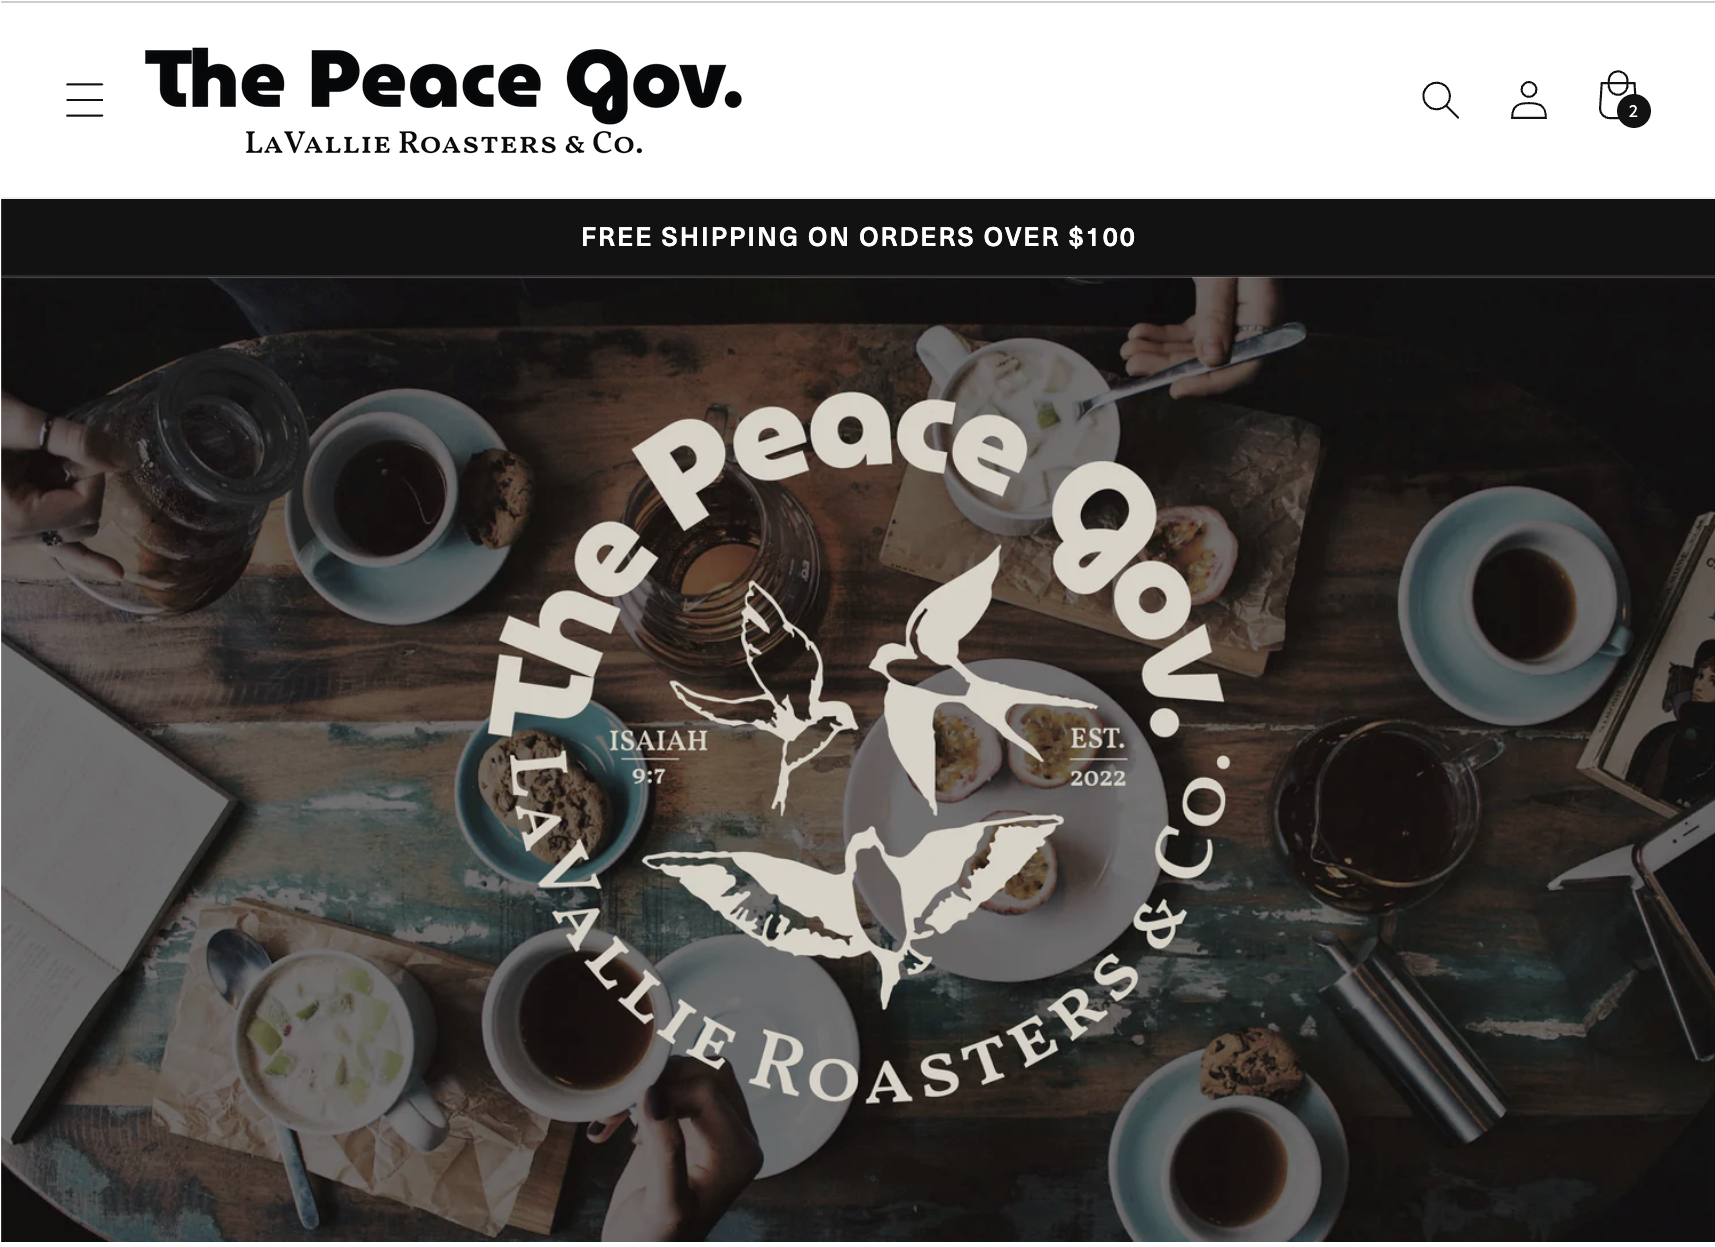 The Peace Gov.
LaVallie Roasters & Co.
2
FREE SHIPPING ON ORDERS OVER $100
The Peace Gov.
ISAIAH
9:7
EST.
2022
LaVallie Roasters & Co.